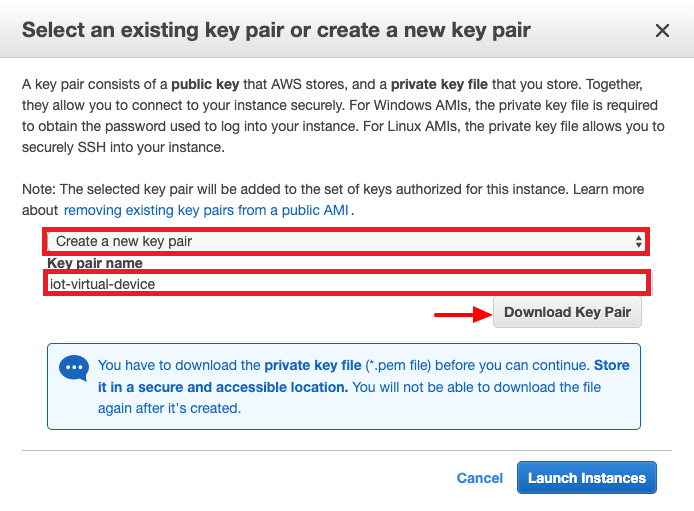 Select an existing key pair or create a new key pair
A key pair consists of a public key that AWS stores, and a private key file that you store. Together,
they allow you to connect to your instance securely. For Windows AMIs, the private key file is required
to obtain the password used to log into your instance. For Linux AMIs, the private key file allows you to
securely SSH into your instance.
Note: The selected key pair will be added to the set of keys authorized for this instance. Learn more
about removing existing key pairs from a public AMI.
Create a new key pair
Key pair name
iot-virtual-device
Download Key Pair
You have to download the private key file (*.pem file) before you can continue. Store
it in a secure and accessible location. You will not be able to download the file
again after it's created.
Cancel Launch Instances